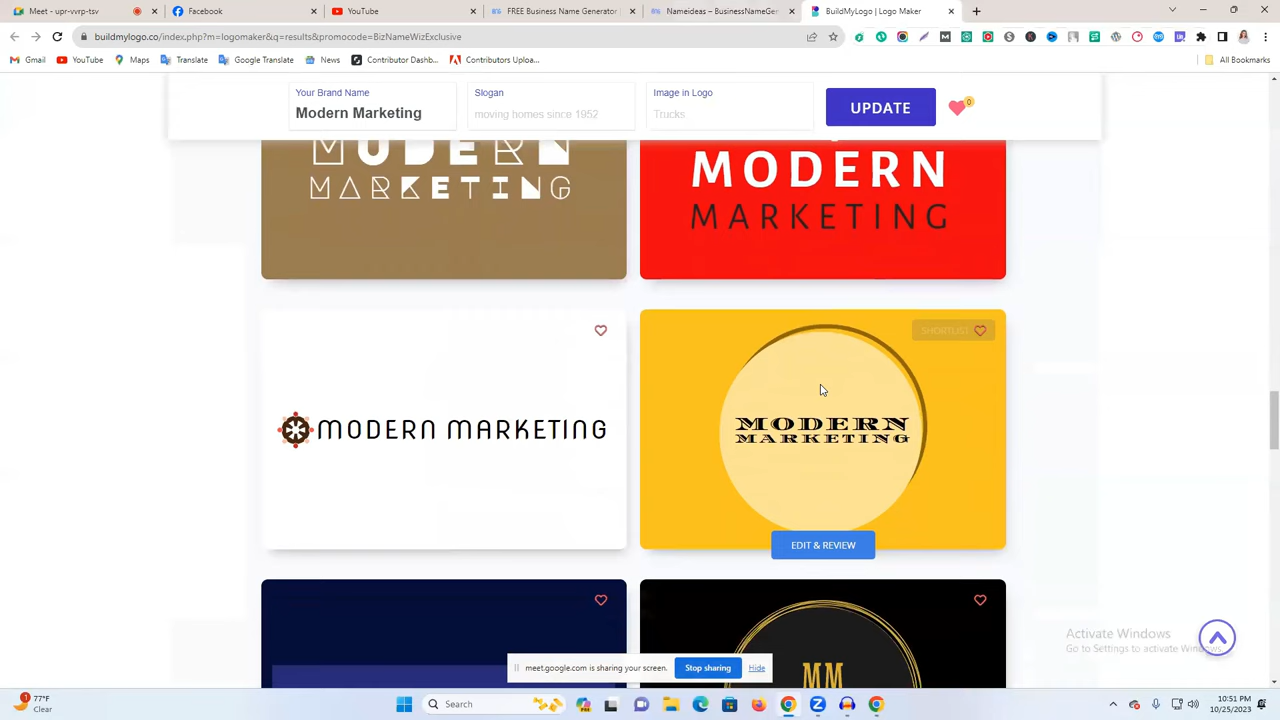 Meet - upr-vvrp-tsv
Facebook
YouTube
FREE Business Name Generator
Nameideas – BusinessNameGer
BuildMyLogo | Logo Maker
buildmylogo.co/index.php?m=logomaker&q=results&promocode=BizNameWizExclusive
Gmail
YouTube
Maps
Translate
Google Translate
News
Contributor Dashb...
Contributors Uploa...
All Bookmarks
Your Brand Name
Modern Marketing
Slogan
moving homes since 1952
Image in Logo
Trucks
UPDATE
0
MODERN
MARKETING
MODERN
MARKETING
MODERN MARKETING
SHORTLIST
MODERN
MARKETING
EDIT & REVIEW
MM
Activate Windows
Go to Settings to activate Windows.
meet.google.com is sharing your screen.
Stop sharing
Hide
1
77°F
Clear
Search
10:51 PM
10/25/2023